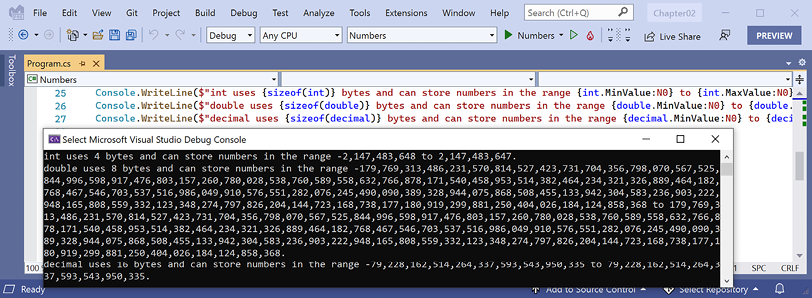 File Edit View Git Project Build Debug Test Analyze Tools Extensions Window Help Search (Ctrl+Q) Chapter02
Debug Any CPU Numbers Numbers Live Share PREVIEW
Toolbox
Program.cs
Numbers
25 Console.WriteLine($"int uses {sizeof(int)} bytes and can store numbers in the range {int.MinValue:N0} to {int.MaxValue:N0}
26 Console.WriteLine($"double uses {sizeof(double)} bytes and can store numbers in the range {double.MinValue:N0} to {double.
27 Console.WriteLine($"decimal uses {sizeof(decimal)} bytes and can store numbers in the range {decimal.MinValue:N0} to {deci
Select Microsoft Visual Studio Debug Console
int uses 4 bytes and can store numbers in the range -2,147,483,648 to 2,147,483,647.
double uses 8 bytes and can store numbers in the range -179,769,313,486,231,570,814,527,423,731,704,356,798,070,567,525,
844,996,598,917,476,803,157,260,780,028,538,760,589,558,632,766,878,171,540,458,953,514,382,464,234,321,326,889,464,182,
768,467,546,703,537,516,986,049,910,576,551,282,076,245,490,090,389,328,944,075,868,508,455,133,942,304,583,236,903,222,
948,165,808,559,332,123,348,274,797,826,204,144,723,168,738,177,180,919,299,881,250,404,026,184,124,858,368 to 179,769,3
13,486,231,570,814,527,423,731,704,356,798,070,567,525,844,996,598,917,476,803,157,260,780,028,538,760,589,558,632,766,8
78,171,540,458,953,514,382,464,234,321,326,889,464,182,768,467,546,703,537,516,986,049,910,576,551,282,076,245,490,090,3
89,328,944,075,868,508,455,133,942,304,583,236,903,222,948,165,808,559,332,123,348,274,797,826,204,144,723,168,738,177,1
80,919,299,881,250,404,026,184,124,858,368.
decimal uses 16 bytes and can store numbers in the range -79,228,162,514,264,337,593,543,950,335 to 79,228,162,514,264,3
37,593,543,950,335.
100 SPC CRLF
Ready Add to Source Control Select Repository